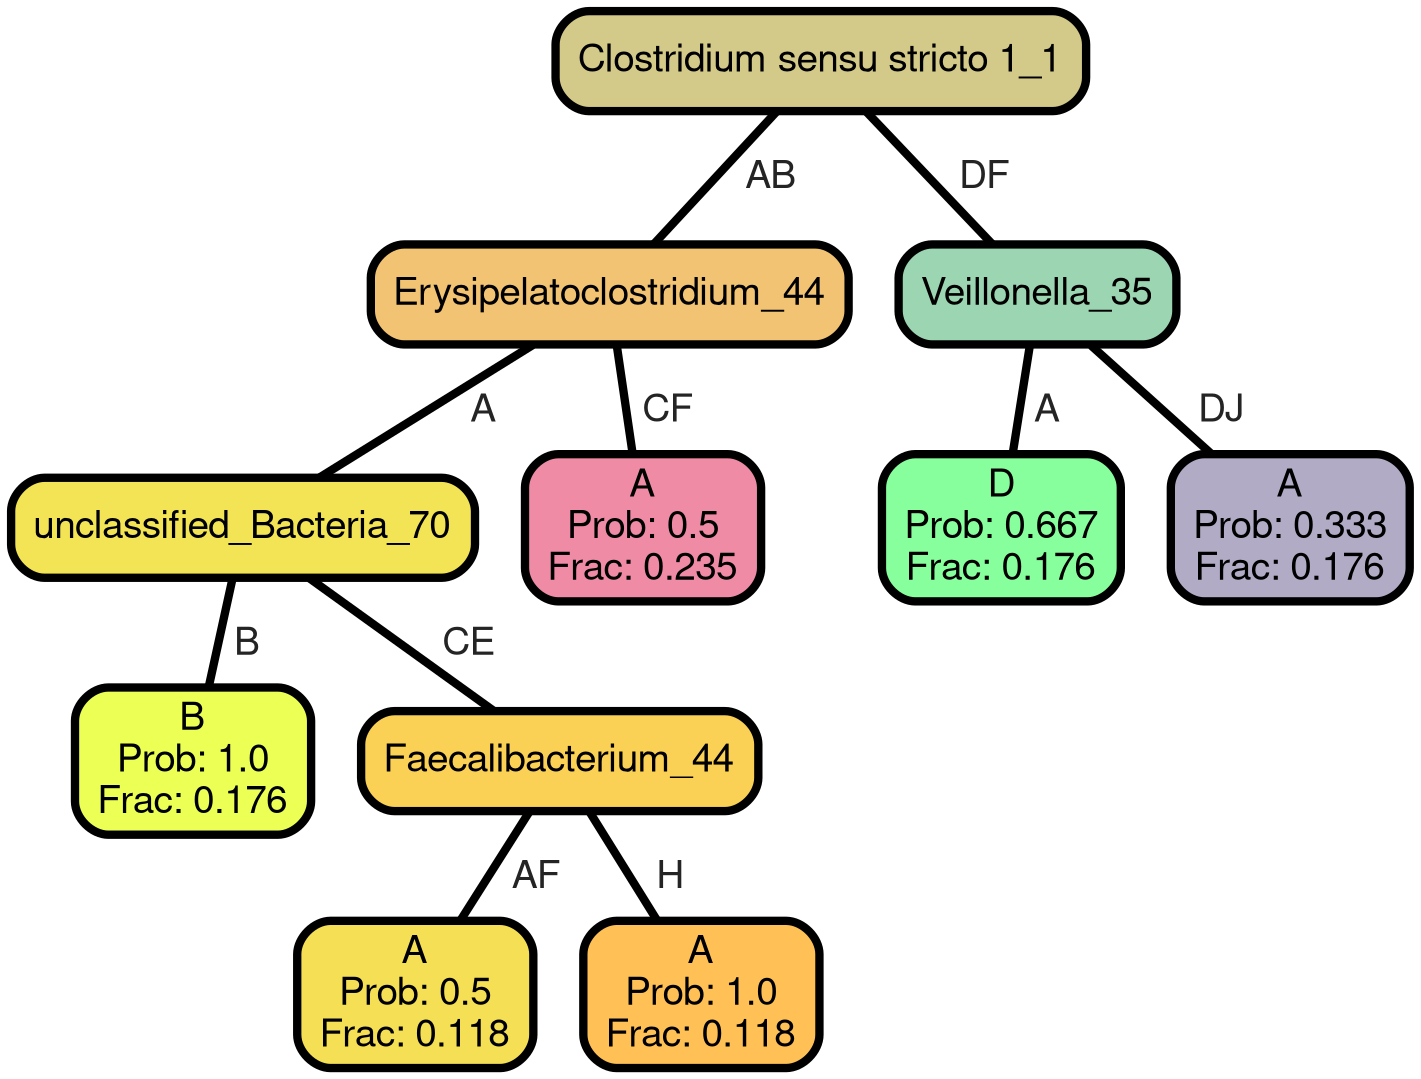 Clostridium sensu stricto 1_1
AB
DF
Erysipelatoclostridium_44
Veillonella_35
A
CF
A
DJ
unclassified_Bacteria_70
A
Prob: 0.5
Frac: 0.235
D
Prob: 0.667
Frac: 0.176
A
Prob: 0.333
Frac: 0.176
B
CE
B
Prob: 1.0
Frac: 0.176
Faecalibacterium_44
AF
H
A
Prob: 0.5
Frac: 0.118
A
Prob: 1.0
Frac: 0.118